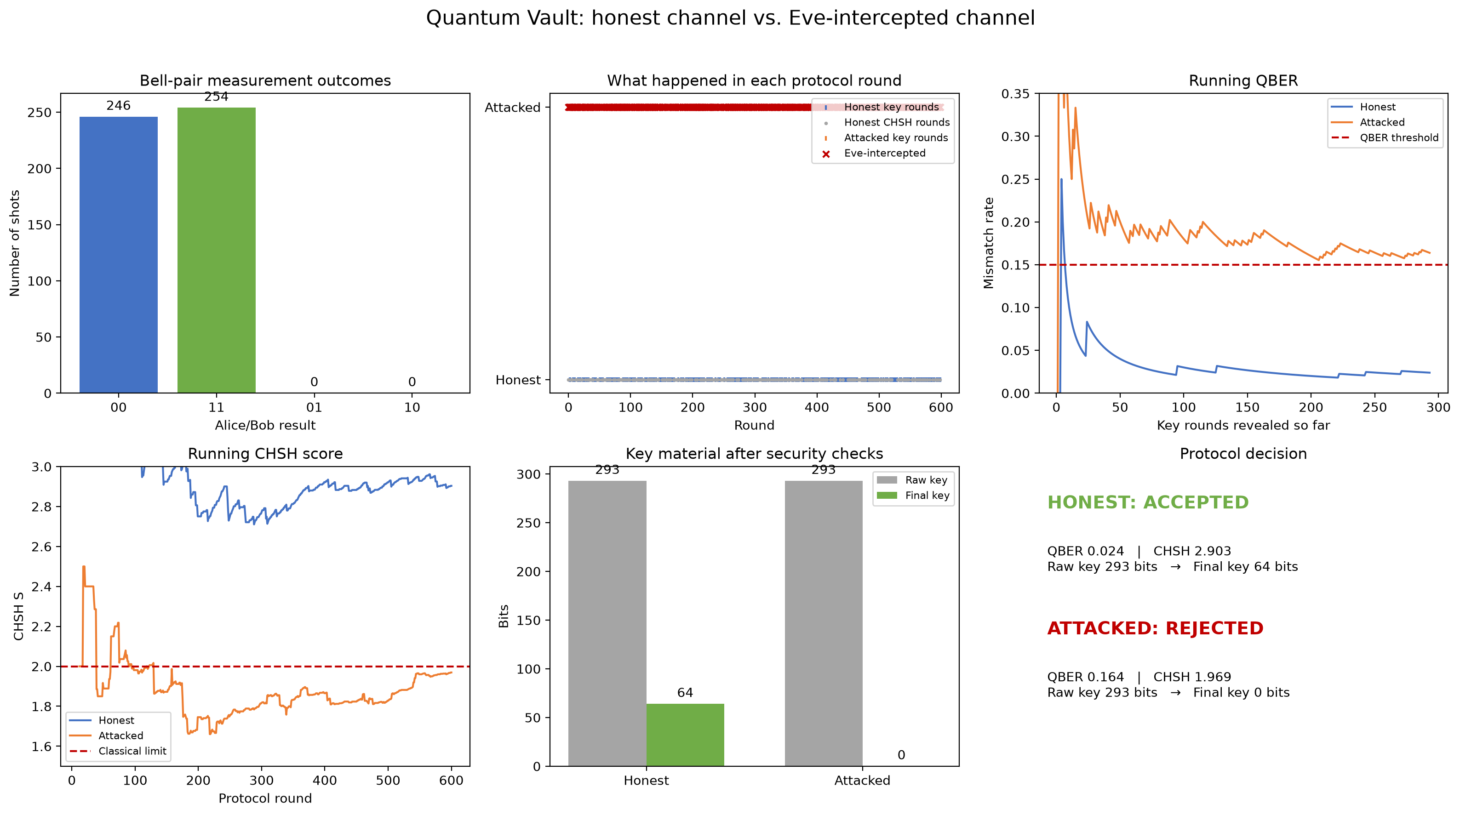 Quantum Vault: honest channel vs. Eve-intercepted channel
Bell-pair measurement outcomes
Number of shots
250
200
150
100
50
0
246
254
0
0
00
11
01
10
Alice/Bob result
What happened in each protocol round
Attacked
Honest
Honest key rounds
Honest CHSH rounds
Attacked key rounds
Eve-intercepted
0
100
200
300
400
500
600
Round
Running QBER
Mismatch rate
0.35
0.30
0.25
0.20
0.15
0.10
0.05
0.00
Honest
Attacked
QBER threshold
0
50
100
150
200
250
300
Key rounds revealed so far
Running CHSH score
CHSH S
3.0
2.8
2.6
2.4
2.2
2.0
1.8
1.6
Honest
Attacked
Classical limit
0
100
200
300
400
500
600
Protocol round
Key material after security checks
Bits
300
250
200
150
100
50
0
293
64
293
0
Raw key
Final key
Honest
Attacked
Protocol decision
HONEST: ACCEPTED
QBER 0.024 | CHSH 2.903
Raw key 293 bits → Final key 64 bits
ATTACKED: REJECTED
QBER 0.164 | CHSH 1.969
Raw key 293 bits → Final key 0 bits